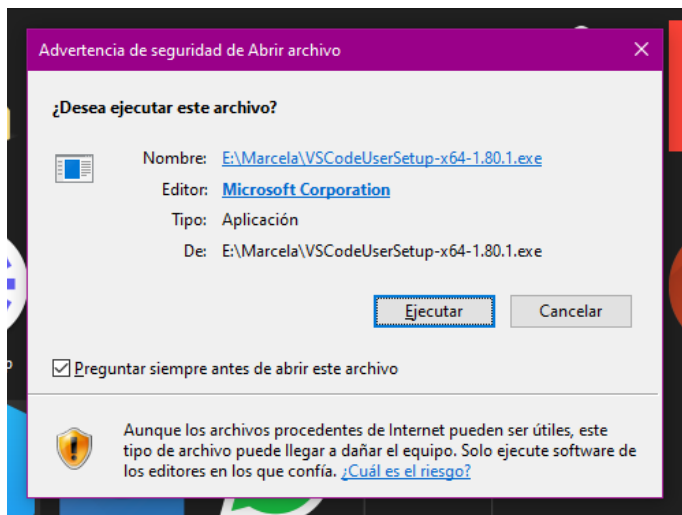 Advertencia de seguridad de Abrir archivo
¿Desea ejecutar este archivo?
Nombre: E:\Marcela\VSCodeUserSetup-x64-1.80.1.exe
Editor: Microsoft Corporation
Tipo: Aplicación
De: E:\Marcela\VSCodeUserSetup-x64-1.80.1.exe
Ejecutar Cancelar
Preguntar siempre antes de abrir este archivo
Aunque los archivos procedentes de Internet pueden ser útiles, este
tipo de archivo puede llegar a dañar el equipo. Solo ejecute software de
los editores en los que confía. ¿Cuál es el riesgo?